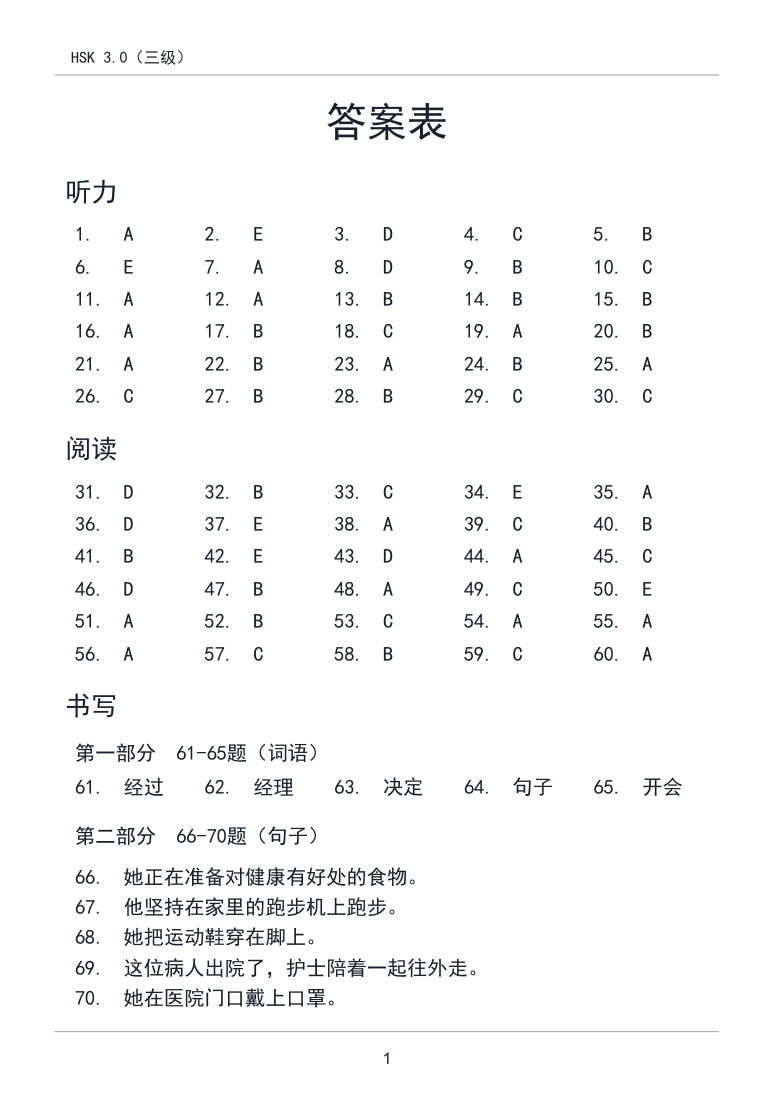 HSK 3.0（三级）
答案表
听力
1. A 2. E 3. D 4. C 5. B
6. E 7. A 8. D 9. B 10. C
11. A 12. A 13. B 14. B 15. B
16. A 17. B 18. C 19. A 20. B
21. A 22. B 23. A 24. B 25. A
26. C 27. B 28. B 29. C 30. C
阅读
31. D 32. B 33. C 34. E 35. A
36. D 37. E 38. A 39. C 40. B
41. B 42. E 43. D 44. A 45. C
46. D 47. B 48. A 49. C 50. E
51. A 52. B 53. C 54. A 55. A
56. A 57. C 58. B 59. C 60. A
书写
第一部分 61-65题（词语）
61. 经过 62. 经理 63. 决定 64. 句子 65. 开会
第二部分 66-70题（句子）
66. 她正在准备对健康有好处的食物。
67. 他坚持在家里的跑步机上跑步。
68. 她把运动鞋穿在脚上。
69. 这位病人出院了，护士陪着一起往外走。
70. 她在医院门口戴上口罩。
1